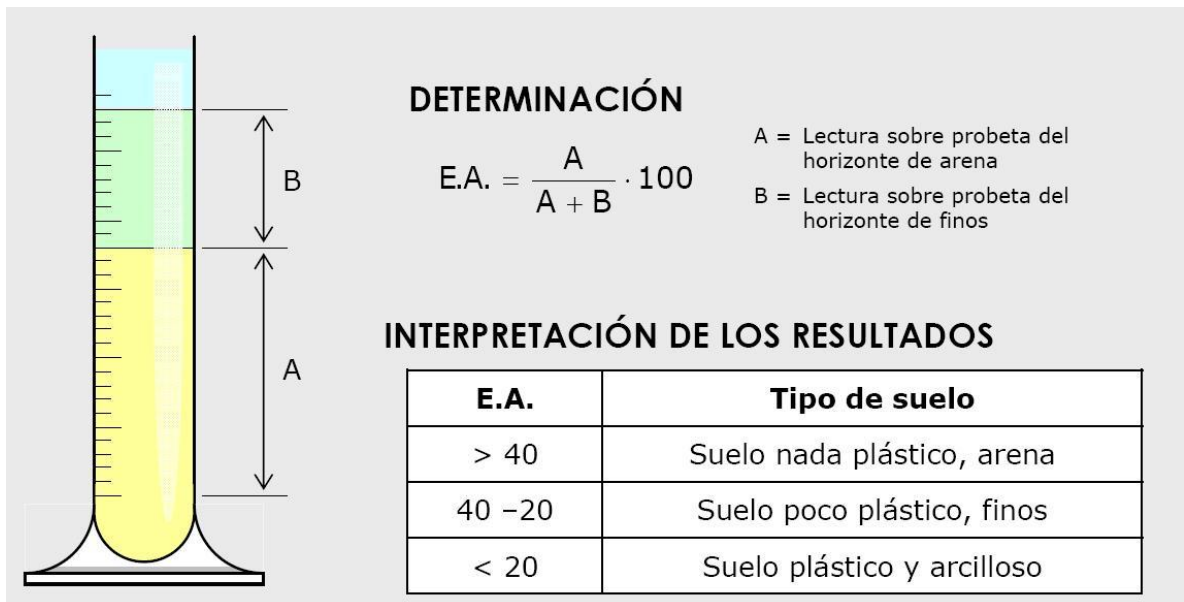 B
A
DETERMINACIÓN
E.A. = A / (A + B) · 100
A = Lectura sobre probeta del
horizonte de arena
B = Lectura sobre probeta del
horizonte de finos
INTERPRETACIÓN DE LOS RESULTADOS
E.A. Tipo de suelo
> 40 Suelo nada plástico, arena
40 –20 Suelo poco plástico, finos
< 20 Suelo plástico y arcilloso